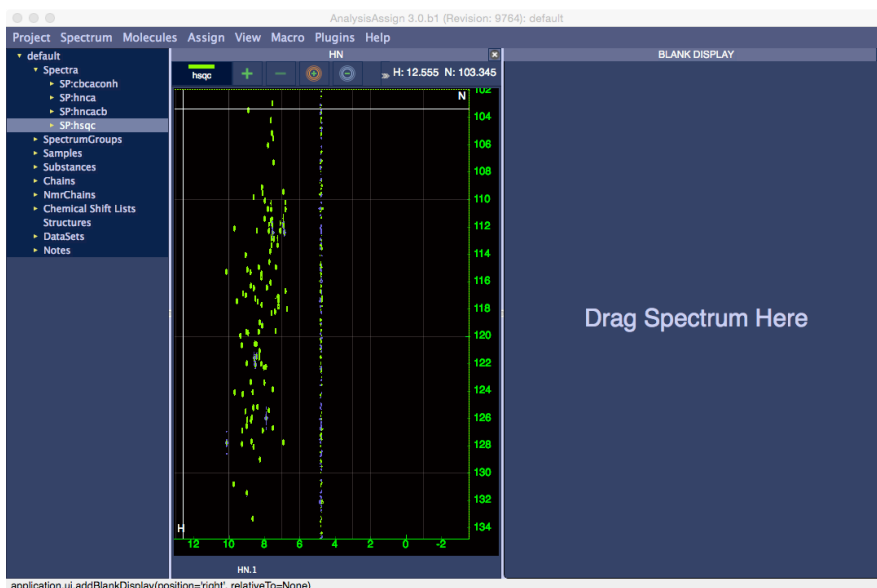 AnalysisAssign 3.0.b1 (Revision: 9764): default
Project Spectrum Molecules Assign View Macro Plugins Help
default
Spectra
SP:cbcaconh
SP:hnca
SP:hncacb
SP:hsqc
SpectrumGroups
Samples
Substances
Chains
NmrChains
Chemical Shift Lists
Structures
DataSets
Notes
HN
hsqc + − H: 12.555 N: 103.345
N
102
104
106
108
110
112
114
116
118
120
122
124
126
128
130
132
134
H
12 10 8 6 4 2 0 -2
HN.1
BLANK DISPLAY
Drag Spectrum Here
application.ui.addBlankDisplay(position='right', relativeTo=None)